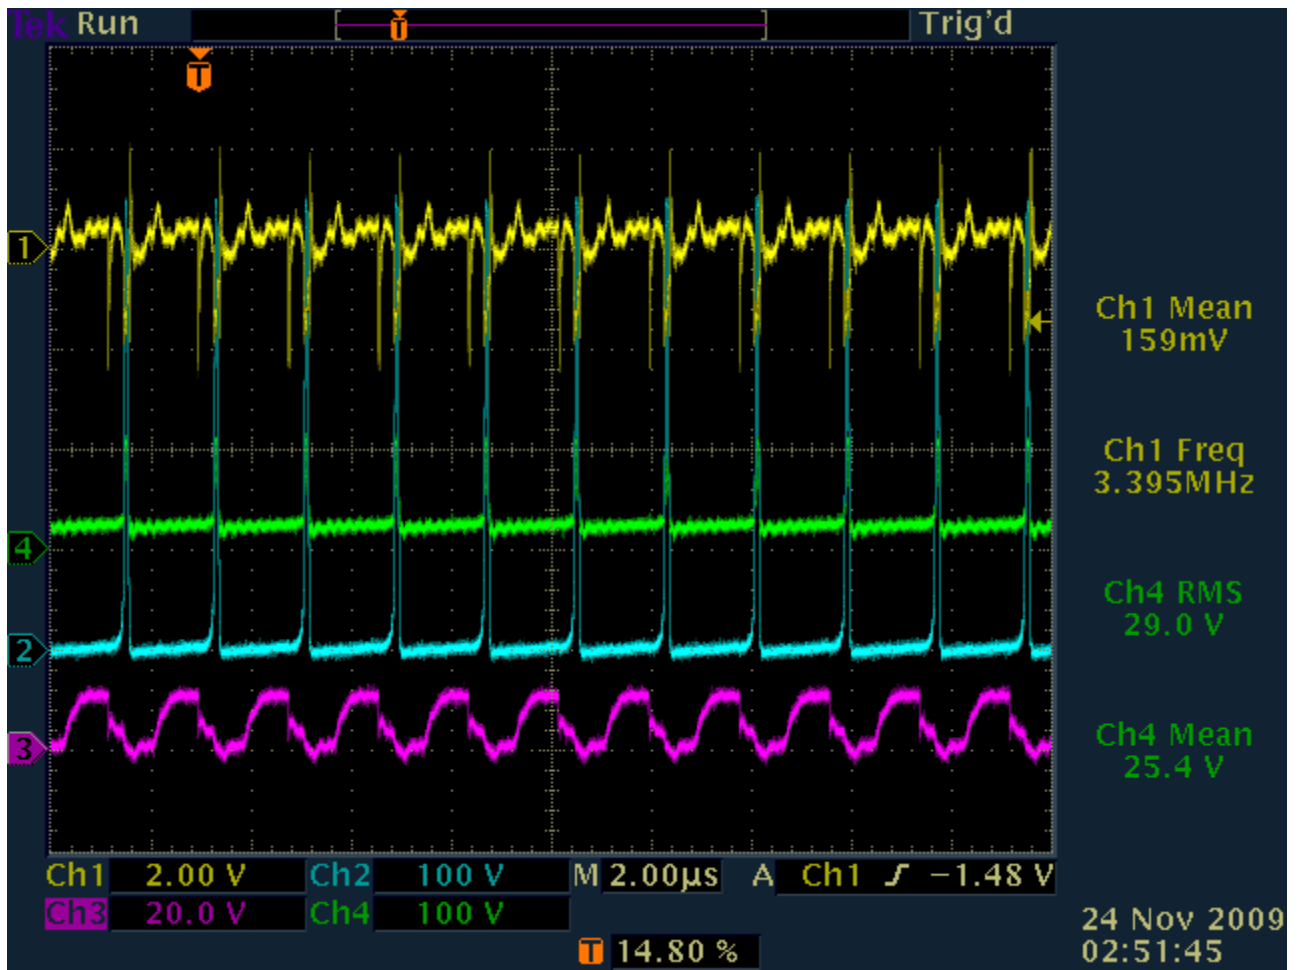 Tek Run Trig'd
T
T
1
Ch1 Mean
159mV
Ch1 Freq
3.395MHz
4
Ch4 RMS
29.0 V
2
3
Ch4 Mean
25.4 V
Ch1 2.00 V Ch2 100 V M 2.00µs A Ch1 −1.48 V
Ch3 20.0 V Ch4 100 V
24 Nov 2009
T 14.80 % 02:51:45